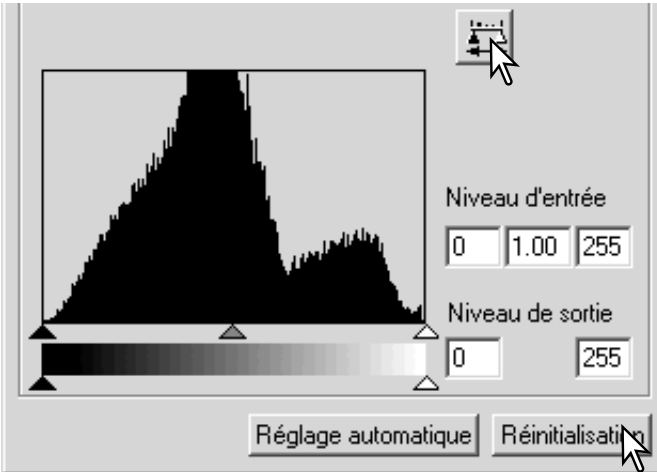 Niveau d'entrée
0 1.00 255
Niveau de sortie
0 255
Réglage automatique Réinitialisation